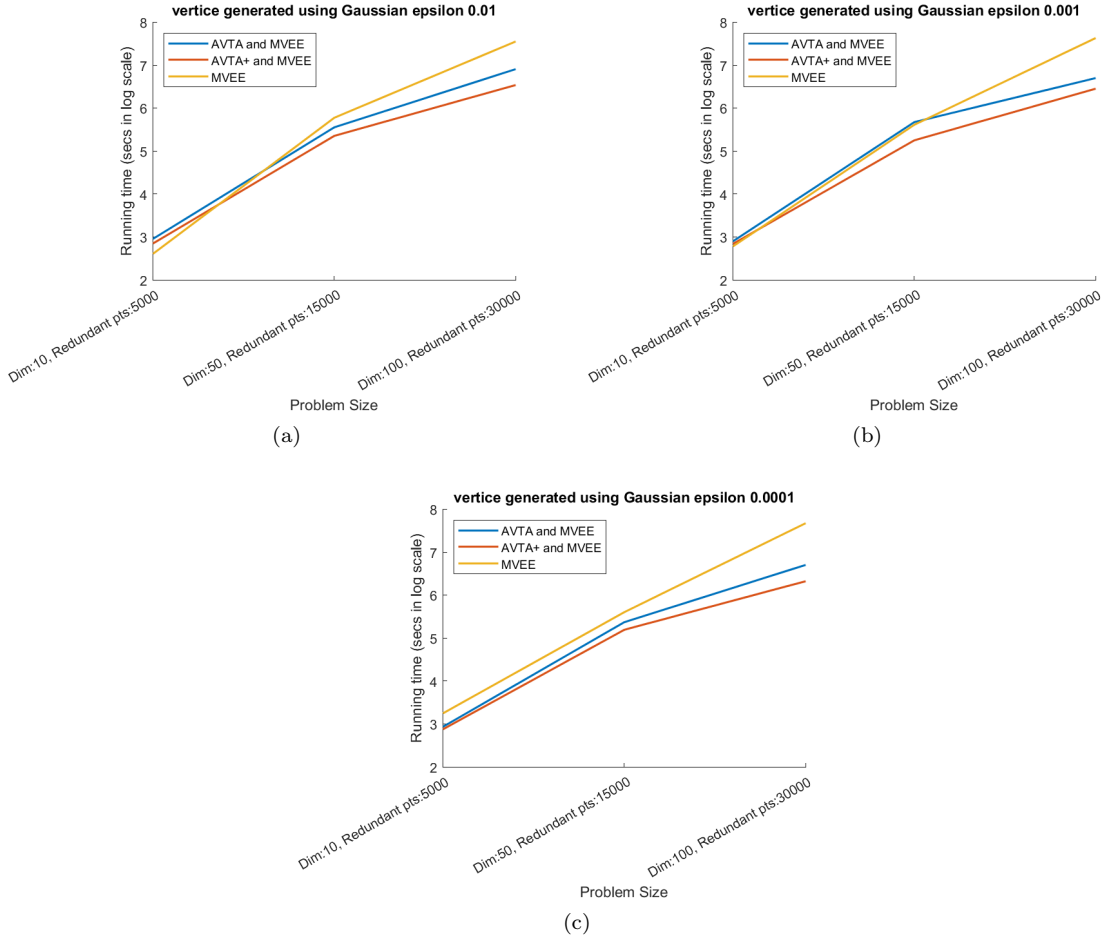 vertice generated using Gaussian epsilon 0.01
8
7
6
5
4
3
2
Running time (secs in log scale)
AVTA and MVEE
AVTA+ and MVEE
MVEE
Dim:10, Redundant pts:5000
Dim:50, Redundant pts:15000
Dim:100, Redundant pts:30000
Problem Size
(a)
vertice generated using Gaussian epsilon 0.001
8
7
6
5
4
3
2
Running time (secs in log scale)
AVTA and MVEE
AVTA+ and MVEE
MVEE
Dim:10, Redundant pts:5000
Dim:50, Redundant pts:15000
Dim:100, Redundant pts:30000
Problem Size
(b)
vertice generated using Gaussian epsilon 0.0001
8
7
6
5
4
3
2
Running time (secs in log scale)
AVTA and MVEE
AVTA+ and MVEE
MVEE
Dim:10, Redundant pts:5000
Dim:50, Redundant pts:15000
Dim:100, Redundant pts:30000
Problem Size
(c)